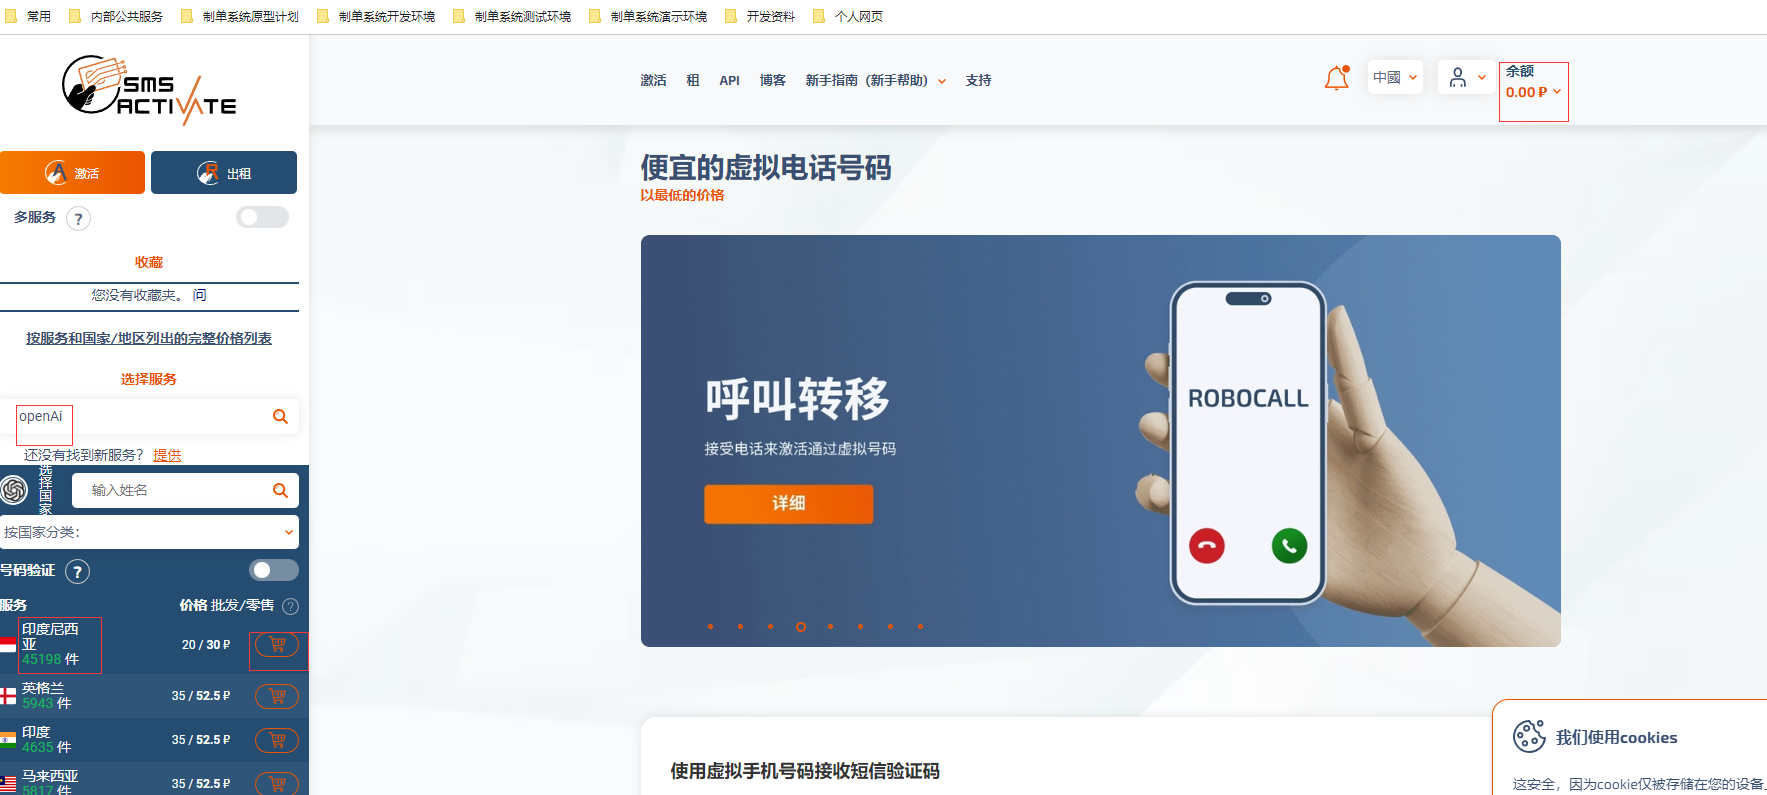 常用 内部公共服务 制单系统原型计划 制单系统开发环境 制单系统测试环境 制单系统演示环境 开发资料 个人网页
SMS
ACTIVATE
激活 租 API 博客 新手指南（新手帮助） 支持
中國
余额
0.00 ₽
A 激活
R 出租
多服务 ?
收藏
您没有收藏夹。 问
按服务和国家/地区列出的完整价格列表
选择服务
openAi
还没有找到新服务？ 提供
选择国家
输入姓名
按国家分类：
号码验证 ?
服务 价格 批发/零售 ?
印度尼西
亚
45198 件
20 / 30 ₽
英格兰
5943 件
35 / 52.5 ₽
印度
4635 件
35 / 52.5 ₽
马来西亚
5817 件
35 / 52.5 ₽
便宜的虚拟电话号码
以最低的价格
呼叫转移
接受电话来激活通过虚拟号码
详细
ROBOCALL
使用虚拟手机号码接收短信验证码
我们使用cookies
这安全，因为cookie仅被存储在您的设备上